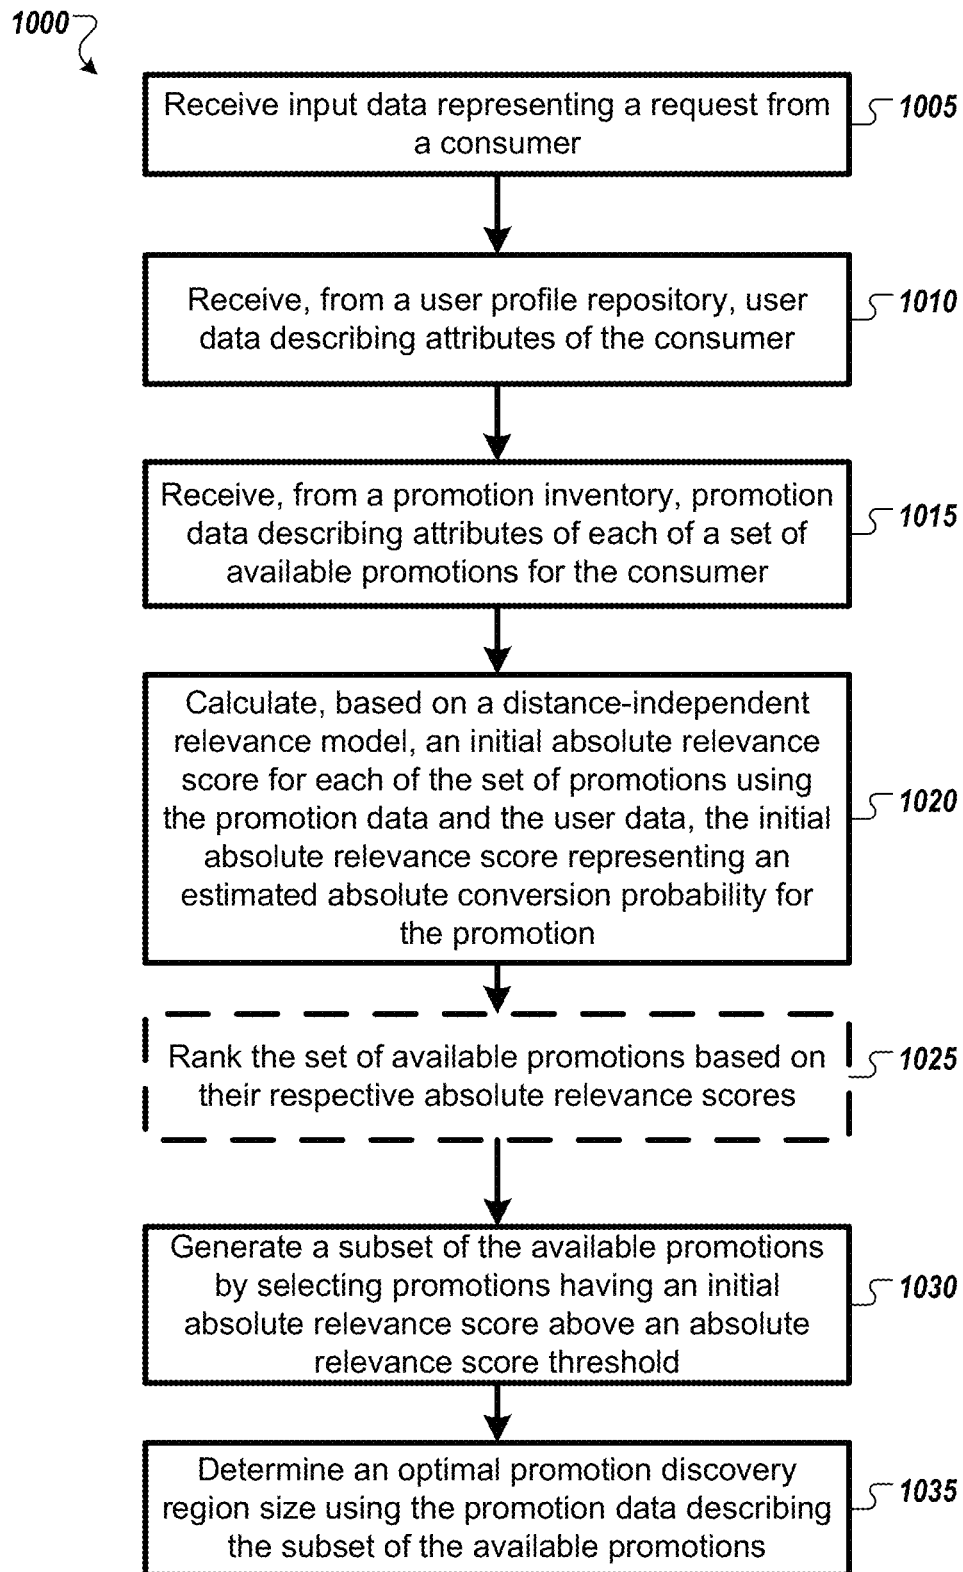 1000
Receive input data representing a request from
a consumer
1005
Receive, from a user profile repository, user
data describing attributes of the consumer
1010
Receive, from a promotion inventory, promotion
data describing attributes of each of a set of
available promotions for the consumer
1015
Calculate, based on a distance-independent
relevance model, an initial absolute relevance
score for each of the set of promotions using
the promotion data and the user data, the initial
absolute relevance score representing an
estimated absolute conversion probability for
the promotion
1020
Rank the set of available promotions based on
their respective absolute relevance scores
1025
Generate a subset of the available promotions
by selecting promotions having an initial
absolute relevance score above an absolute
relevance score threshold
1030
Determine an optimal promotion discovery
region size using the promotion data describing
the subset of the available promotions
1035